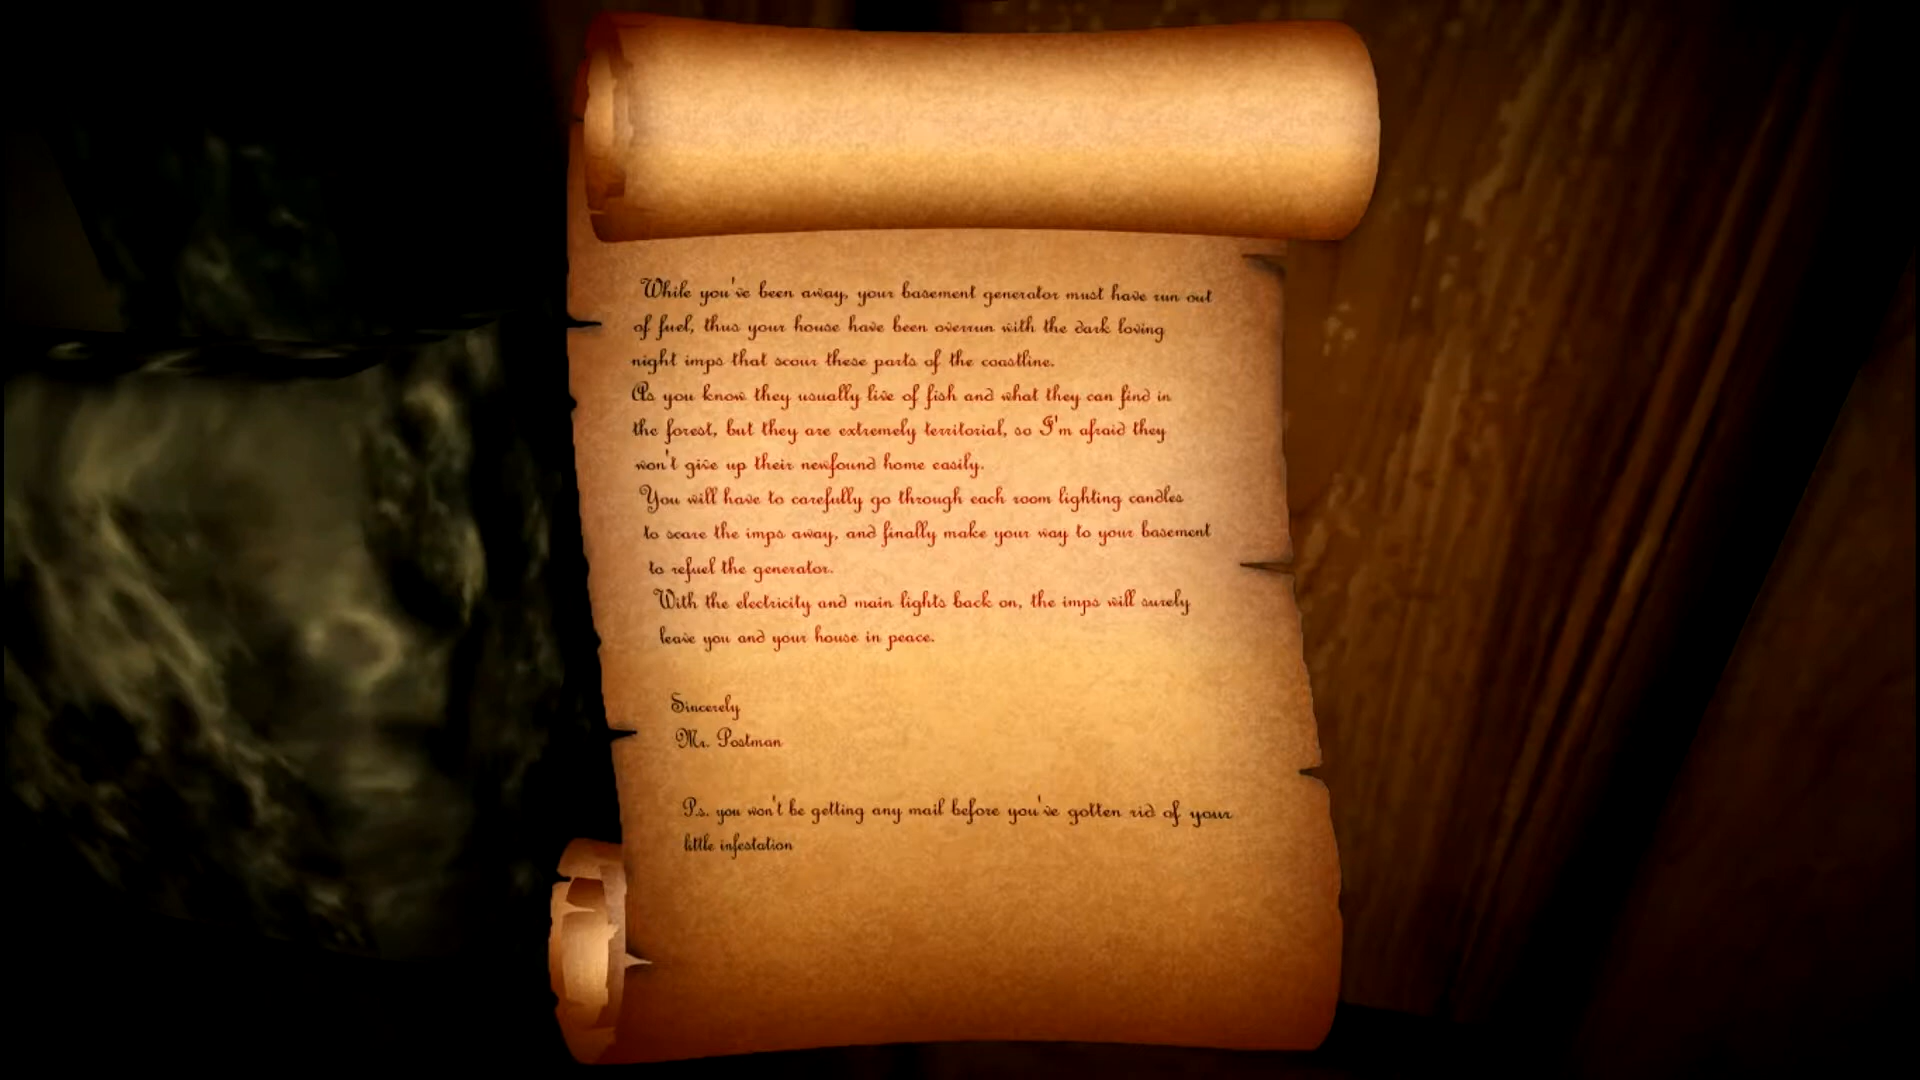 While you've been away, your basement generator must have run out
of fuel, thus your house have been overrun with the dark loving
night imps that scour these parts of the coastline.
As you know they usually live of fish and what they can find in
the forest, but they are extremely territorial, so I'm afraid they
won't give up their newfound home easily.
You will have to carefully go through each room lighting candles
to scare the imps away, and finally make your way to your basement
to refuel the generator.
With the electricity and main lights back on, the imps will surely
leave you and your house in peace.
Sincerely
Mr. Postman
P.s. you won't be getting any mail before you've gotten rid of your
little infestation